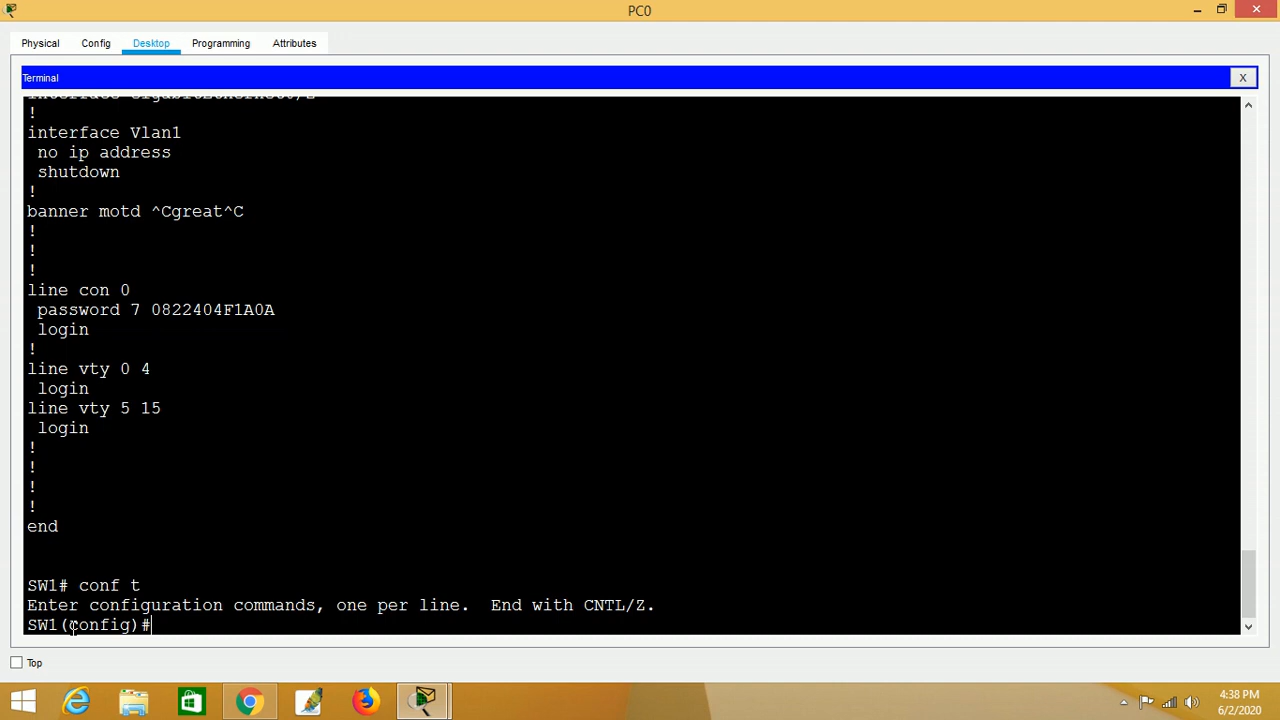 PC0
Physical Config Desktop Programming Attributes
Terminal X
!
interface Vlan1
no ip address
shutdown
!
banner motd ^Cgreat^C
!
!
!
line con 0
password 7 0822404F1A0A
login
!
line vty 0 4
login
line vty 5 15
login
!
!
!
!
end
SW1# conf t
Enter configuration commands, one per line.  End with CNTL/Z.
SW1(config)#
Top
4:38 PM
6/2/2020